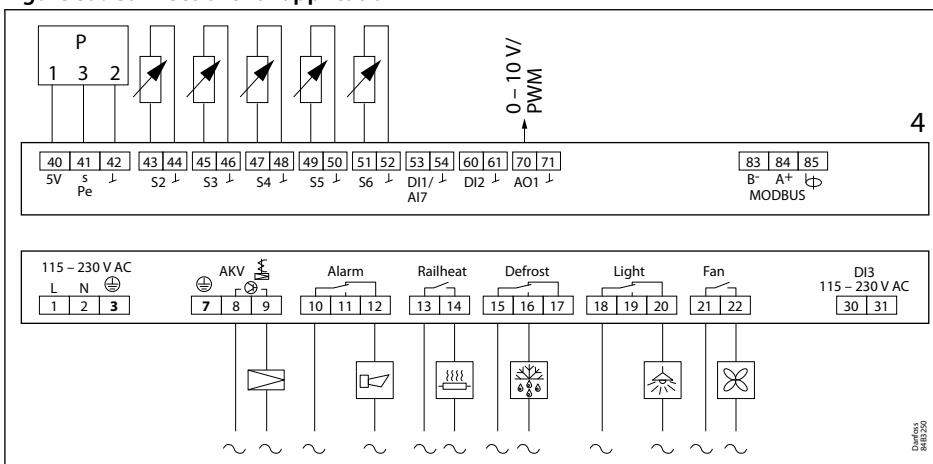 P
1 3 2
0 – 10 V/
PWM
4
40 41 42 43 44 45 46 47 48 49 50 51 52 53 54 60 61 70 71 83 84 85
5V s S2 S3 S4 S5 S6 DI1/ DI2 AO1 B- A+
Pe AI7 MODBUS
115 – 230 V AC AKV Alarm Railheat Defrost Light Fan DI3
L N 115 – 230 V AC
1 2 3 7 8 9 10 11 12 13 14 15 16 17 18 19 20 21 22 30 31
Danfoss
84B3250